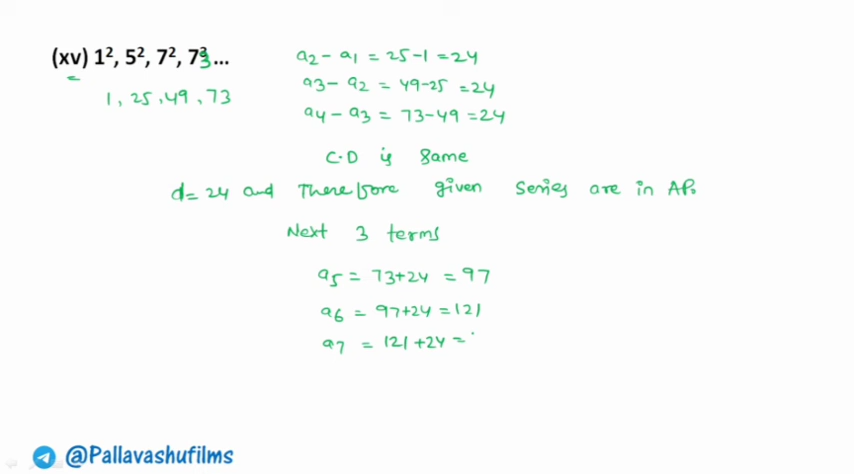 (xv) 1², 5², 7², 73 ...
1, 25, 49, 73
a2 - a1 = 25-1 = 24
a3 - a2 = 49-25 = 24
a4 - a3 = 73-49 = 24
C.D is same
d= 24 and Therefore given series are in AP.
Next 3 terms
a5 = 73+24 = 97
a6 = 97+24 = 121
a7 = 121 +24 =
@Pallavashufilms